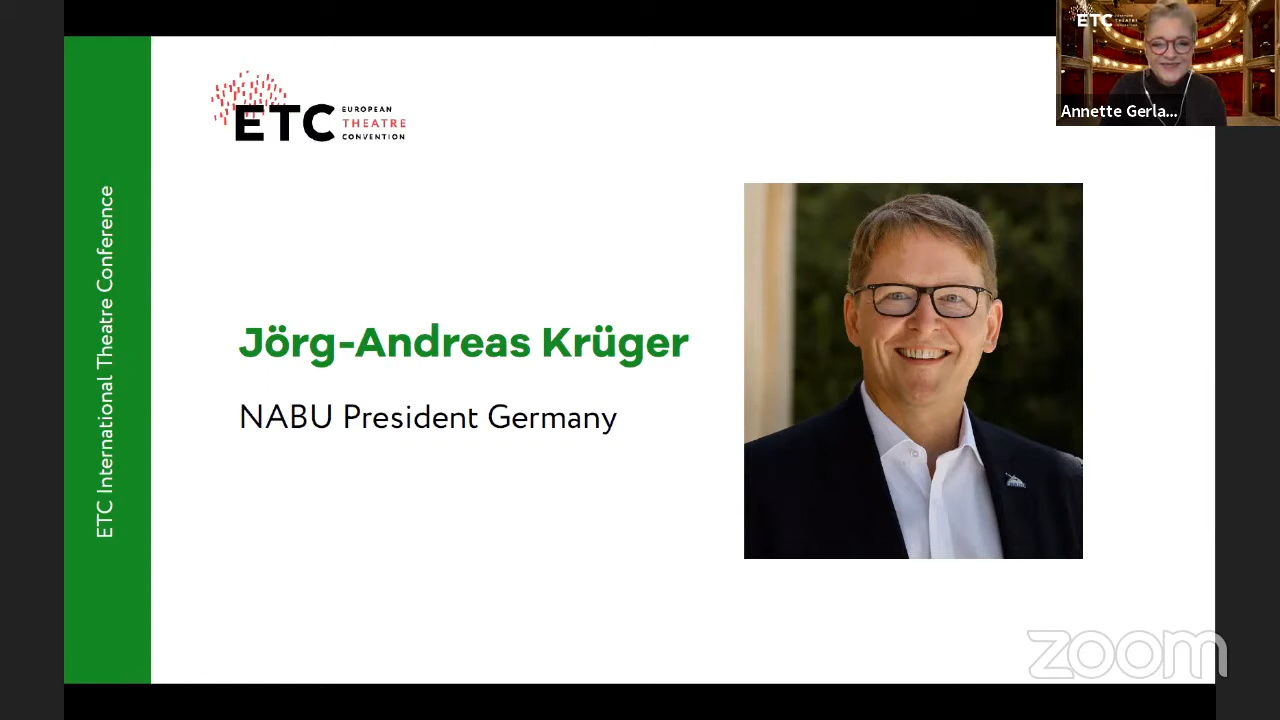 ETC
EUROPEAN
THEATRE
CONVENTION
ETC International Theatre Conference
Jörg-Andreas Krüger
NABU President Germany
ETC
Annette Gerla...
zoom